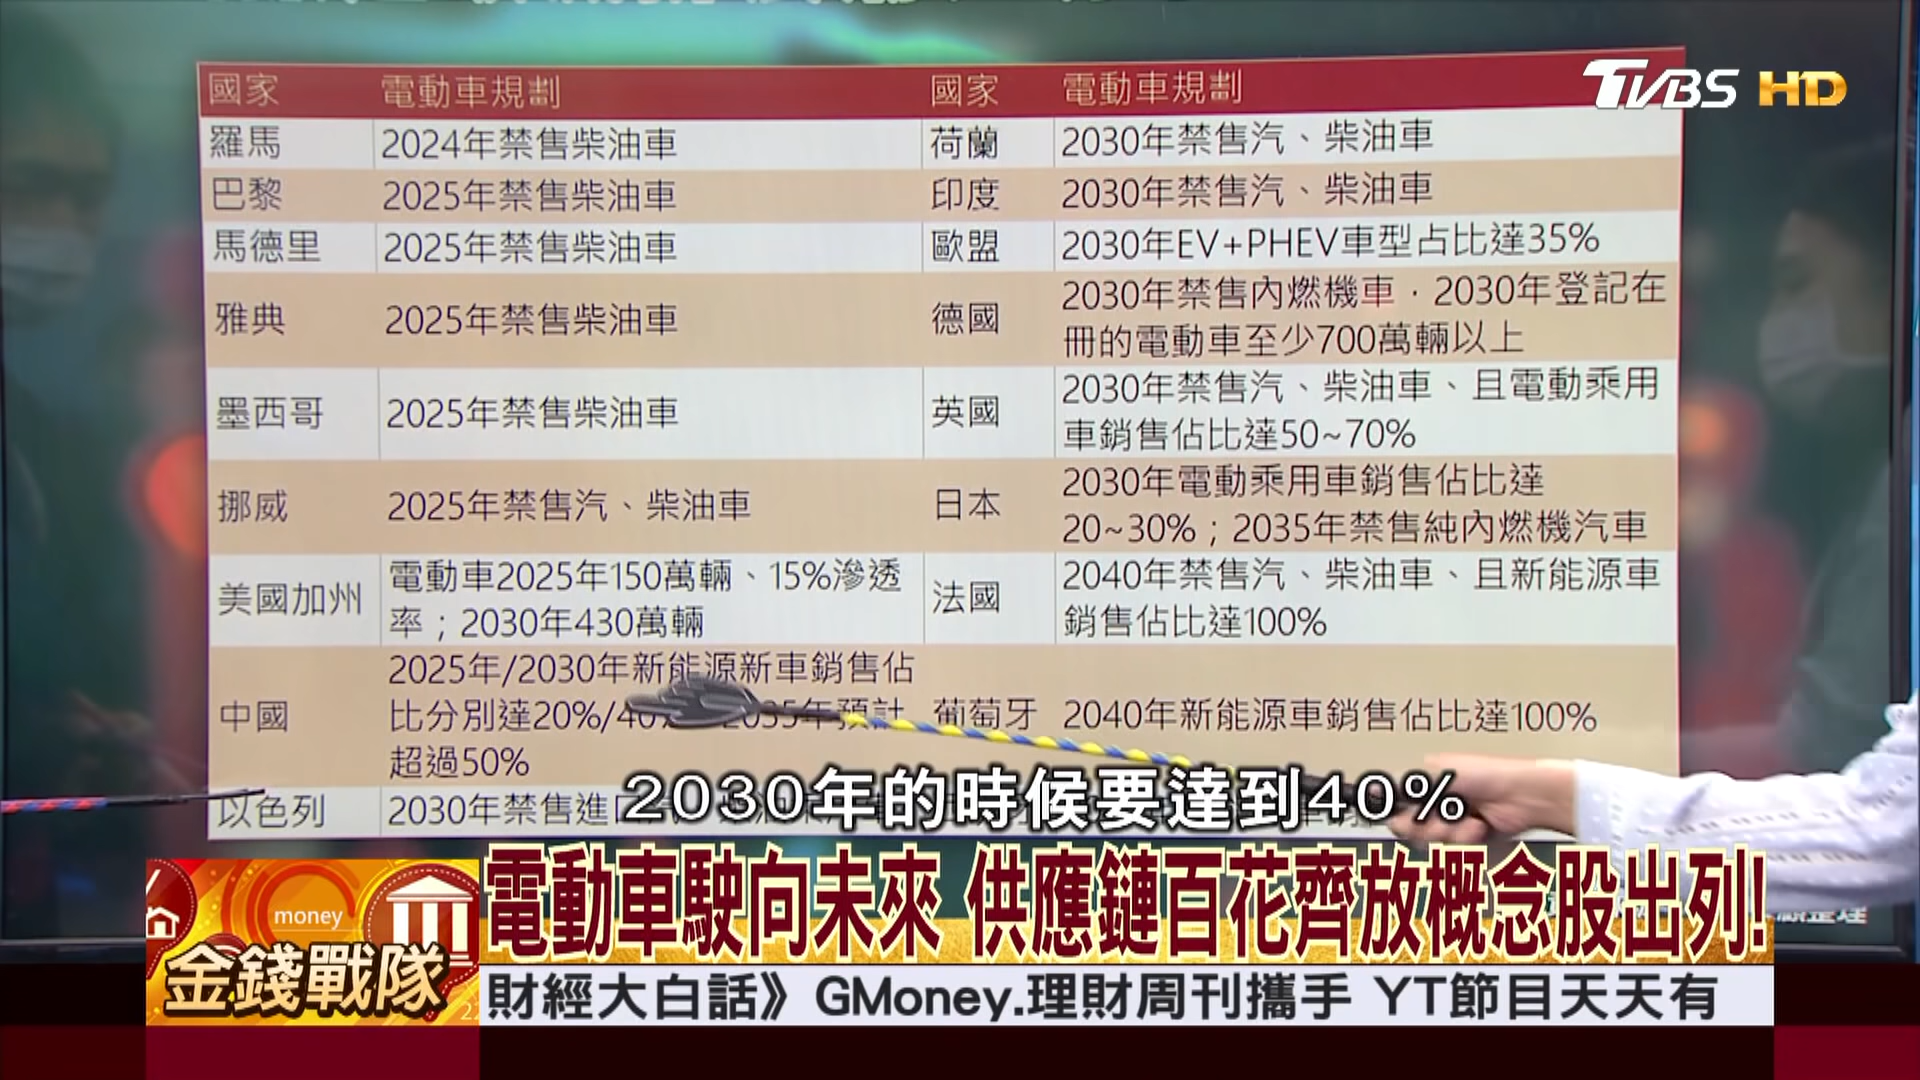 TVBS HD
國家 電動車規劃 國家 電動車規劃
羅馬 2024年禁售柴油車 荷蘭 2030年禁售汽、柴油車
巴黎 2025年禁售柴油車 印度 2030年禁售汽、柴油車
馬德里 2025年禁售柴油車 歐盟 2030年EV+PHEV車型占比達35%
雅典 2025年禁售柴油車 德國 2030年禁售內燃機車，2030年登記在
冊的電動車至少700萬輛以上
墨西哥 2025年禁售柴油車 英國 2030年禁售汽、柴油車、且電動乘用
車銷售佔比達50~70%
挪威 2025年禁售汽、柴油車 日本 2030年電動乘用車銷售佔比達
20~30%；2035年禁售純內燃機汽車
美國加州 電動車2025年150萬輛、15%滲透
率；2030年430萬輛
法國 2040年禁售汽、柴油車、且新能源車
銷售佔比達100%
中國 2025年/2030年新能源新車銷售佔
比分別達20%/40 2035年預計
超過50%
葡萄牙 2040年新能源車銷售佔比達100%
以色列 2030年禁售進
2030年的時候要達到40%
電動車駛向未來 供應鏈百花齊放概念股出列!
整理
money
金錢戰隊
財經大白話》GMoney.理財周刊攜手 YT節目天天有